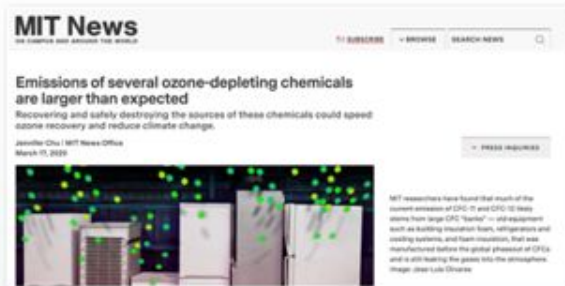 MIT News
ON CAMPUS AND AROUND THE WORLD
SUBSCRIBE
BROWSE
SEARCH NEWS
Emissions of several ozone-depleting chemicals
are larger than expected
Recovering and safely destroying the sources of these chemicals could speed
ozone recovery and reduce climate change.
Jennifer Chu | MIT News Office
March 17, 2020
PRESS INQUIRIES
MIT researchers have found that much of the
current emission of CFC-11 and CFC-12 likely
stems from large CFC "banks" — old equipment
such as building insulation foam, refrigerators and
cooling systems, and foam insulation, that was
manufactured before the global phaseout of CFCs
and is still leaking the gases into the atmosphere.
Image: Jose-Luis Olivares